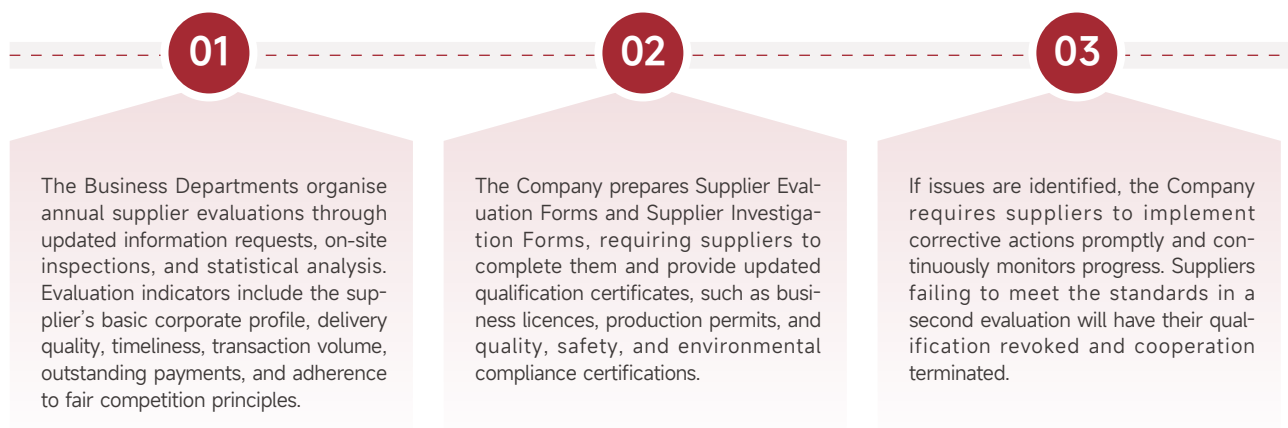 01
The Business Departments organise
annual supplier evaluations through
updated information requests, on-site
inspections, and statistical analysis.
Evaluation indicators include the sup-
plier's basic corporate profile, delivery
quality, timeliness, transaction volume,
outstanding payments, and adherence
to fair competition principles.
02
The Company prepares Supplier Eval-
uation Forms and Supplier Investiga-
tion Forms, requiring suppliers to
complete them and provide updated
qualification certificates, such as busi-
ness licences, production permits, and
quality, safety, and environmental
compliance certifications.
03
If issues are identified, the Company
requires suppliers to implement
corrective actions promptly and con-
tinuously monitors progress. Suppliers
failing to meet the standards in a
second evaluation will have their qual-
ification revoked and cooperation
terminated.